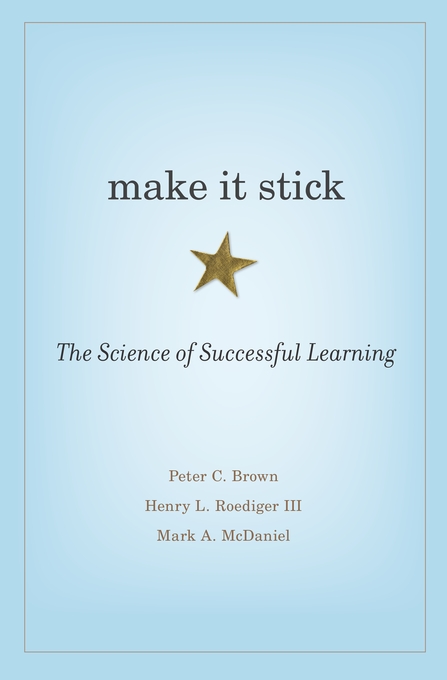 make it stick
The Science of Successful Learning
Peter C. Brown
Henry L. Roediger III
Mark A. McDaniel